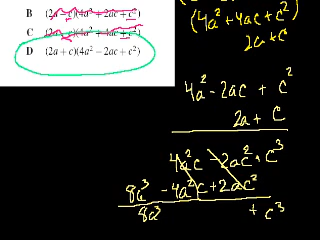 B (2a − c)(4a² + 2ac + c²)
C (2a − c)(4a² + 4ac + c²)
D (2a + c)(4a² − 2ac + c²)
(4a² + 4ac + c²)
2a + c
4a² - 2ac + c²
2a + c
4a²c - 2ac² + c³
8a³ - 4a²c + 2ac²
8a³ + c³